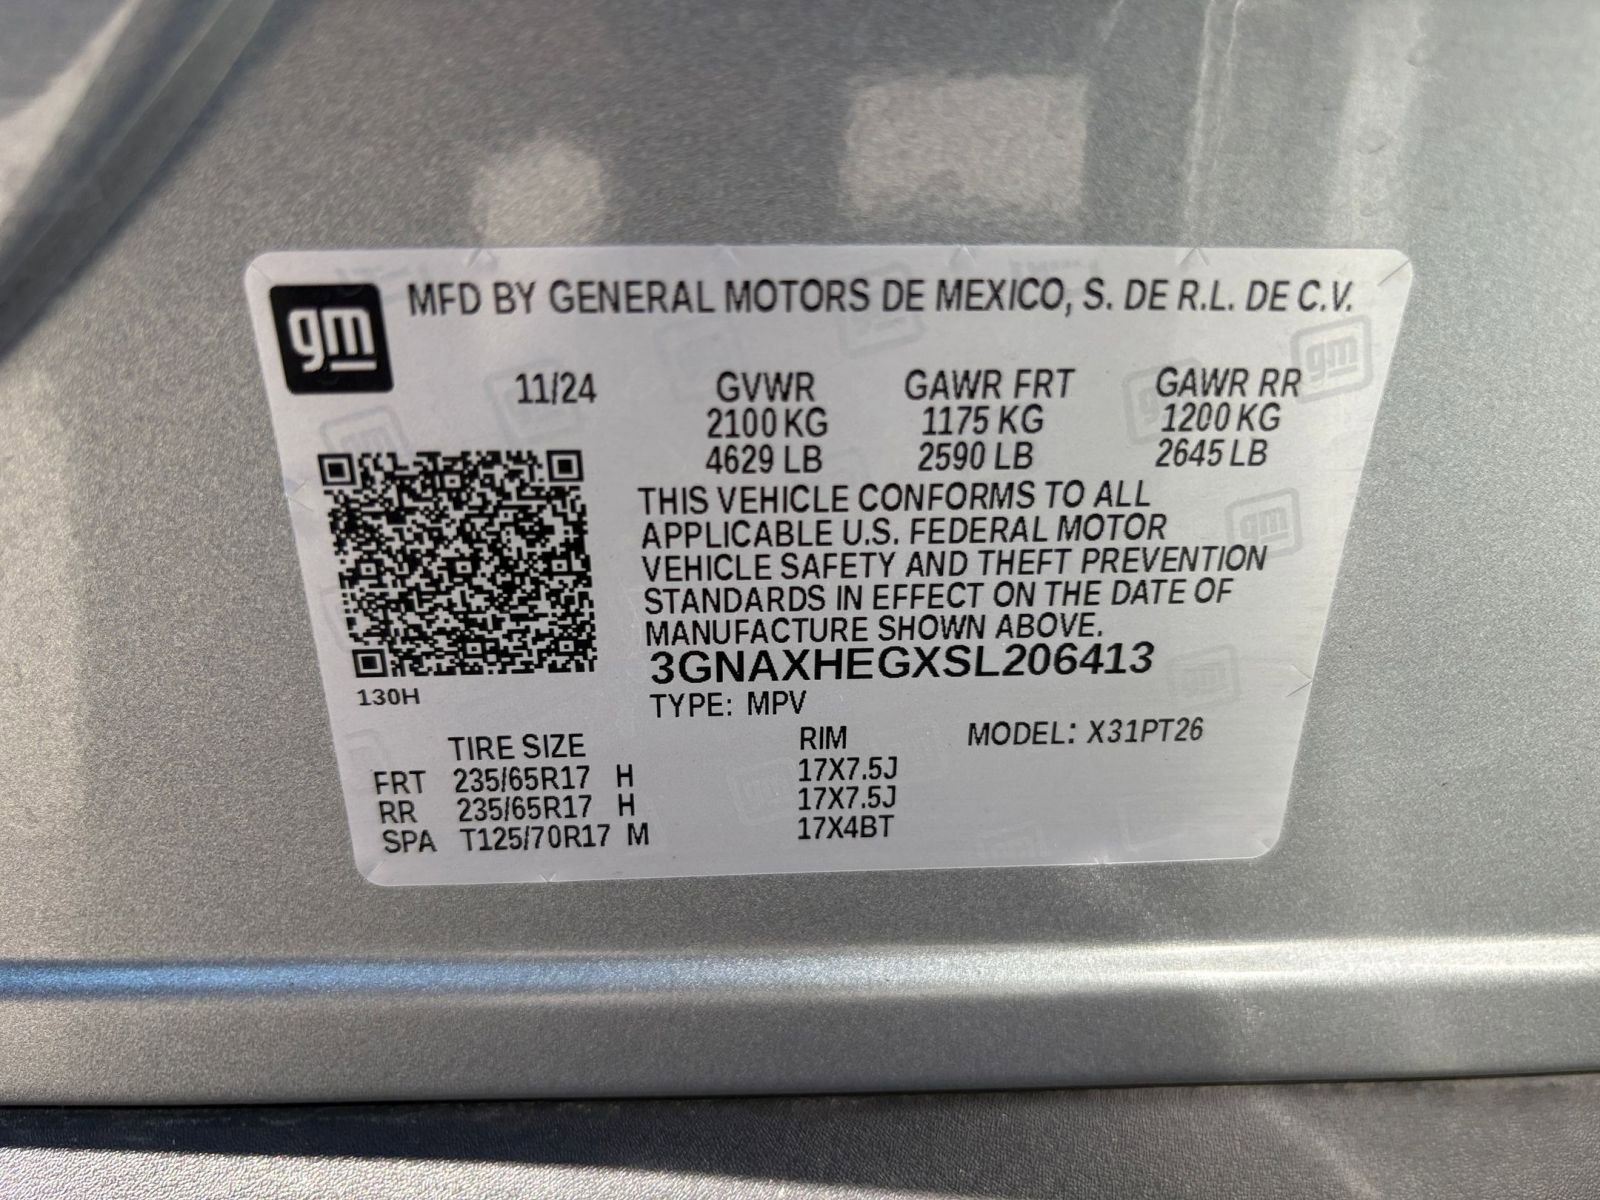 gm MFD BY GENERAL MOTORS DE MEXICO, S. DE R.L. DE C.V.
11/24 GVWR GAWR FRT GAWR RR
2100 KG 1175 KG 1200 KG
4629 LB 2590 LB 2645 LB
THIS VEHICLE CONFORMS TO ALL
APPLICABLE U.S. FEDERAL MOTOR
VEHICLE SAFETY AND THEFT PREVENTION
STANDARDS IN EFFECT ON THE DATE OF
MANUFACTURE SHOWN ABOVE.
3GNAXHEGXSL206413
130H
TYPE: MPV
TIRE SIZE RIM MODEL: X31PT26
FRT 235/65R17 H 17X7.5J
RR 235/65R17 H 17X7.5J
SPA T125/70R17 M 17X4BT